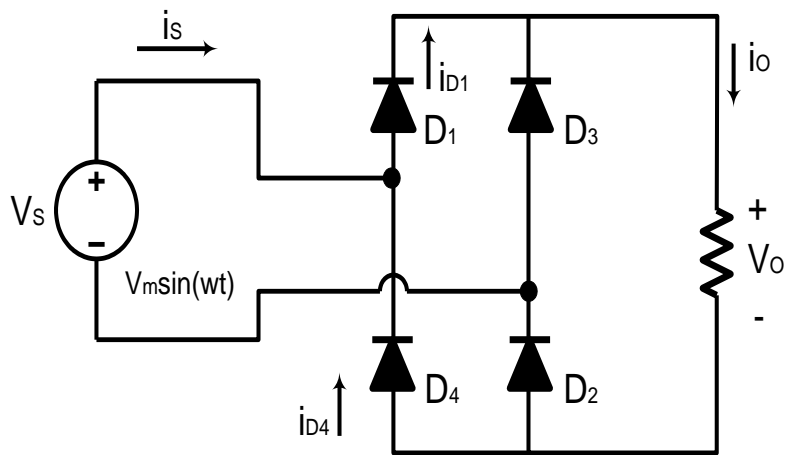 iS
iD1
iO
D1
D3
+
VS
−
+
VO
-
Vmsin(wt)
D4
D2
iD4